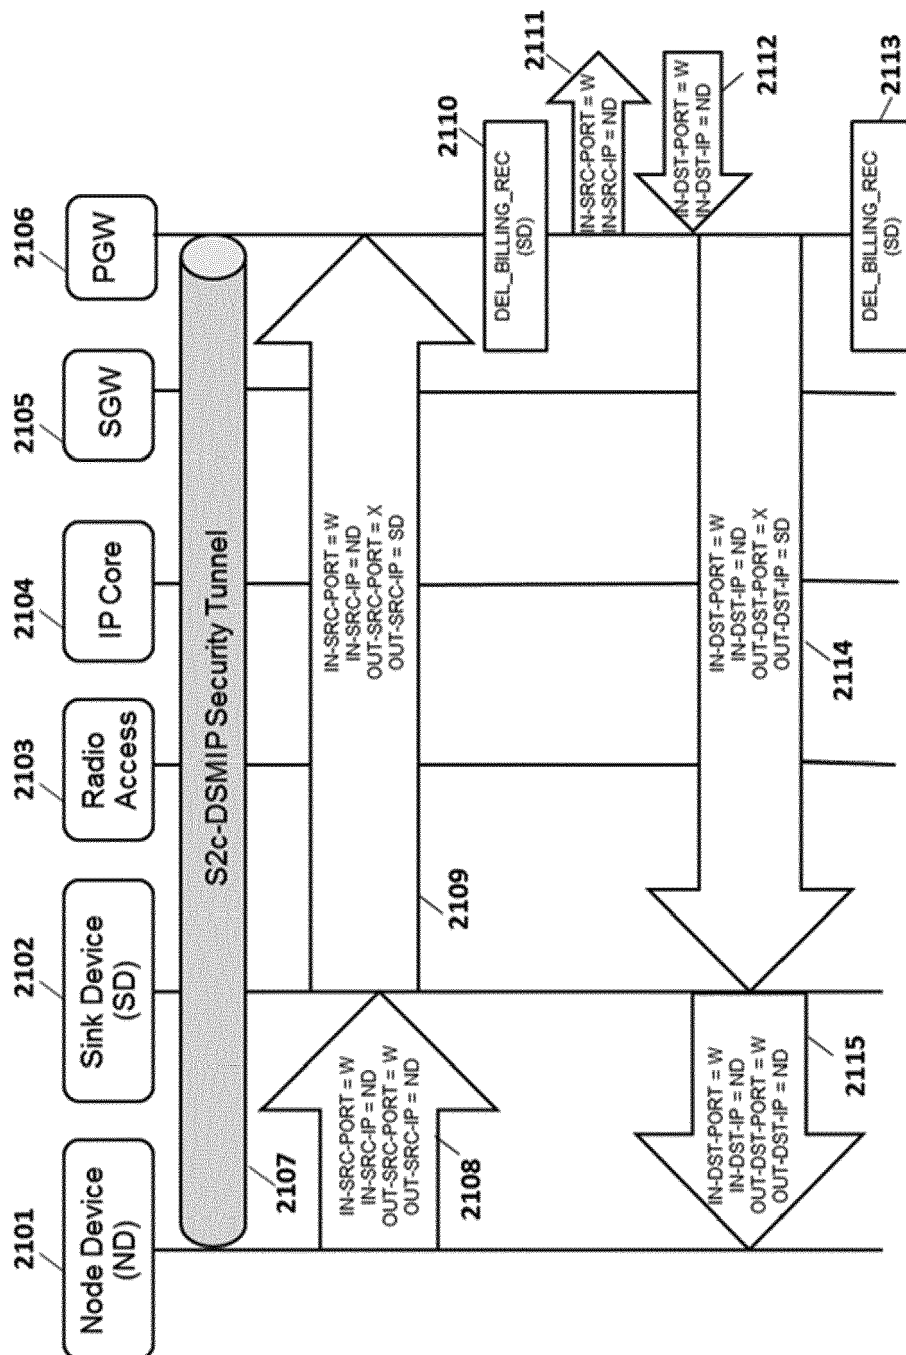 2101
2102
2103
2104
2105
2106
Node Device
(ND)
Sink Device
(SD)
Radio
Access
IP Core
SGW
PGW
S2c-DSMIP Security Tunnel
2107
IN-SRC-PORT = W
IN-SRC-IP = ND
OUT-SRC-PORT = W
OUT-SRC-IP = ND
2108
IN-SRC-PORT = W
IN-SRC-IP = ND
OUT-SRC-PORT = X
OUT-SRC-IP = SD
2109
2110
DEL_BILLING_REC
(SD)
2111
IN-SRC-PORT = W
IN-SRC-IP = ND
2112
IN-DST-PORT = W
IN-DST-IP = ND
2113
DEL_BILLING_REC
(SD)
IN-DST-PORT = W
IN-DST-IP = ND
OUT-DST-PORT = X
OUT-DST-IP = SD
2114
IN-DST-PORT = W
IN-DST-IP = ND
OUT-DST-PORT = W
OUT-DST-IP = ND
2115